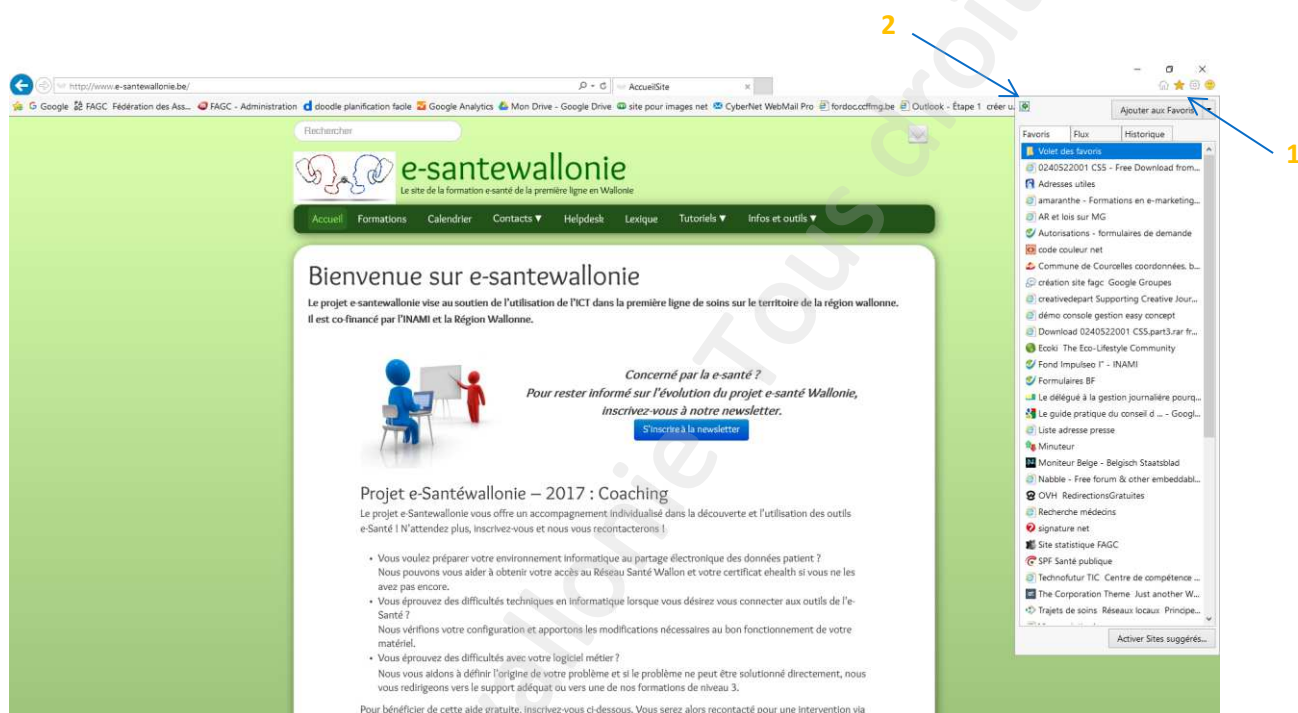 2
http://www.e-santewallonie.be/
AccueilSite
G Google
FAGC Fédération des Ass...
FAGC - Administration
doodle planification facile
Google Analytics
Mon Drive - Google Drive
site pour images net
CyberNet WebMail Pro
fordoc.ccffmg.be
Outlook - Étape 1 créer u...
Ajouter aux Favoris
1
Favoris
Flux
Historique
Volet des favoris
0240522001 CS5 - Free Download from...
Adresses utiles
amaranthe - Formations en e-marketing...
AR et lois sur MG
Autorisations - formulaires de demande
code couleur net
Commune de Courcelles coordonnées. b...
création site fagc Google Groupes
creativedepart Supporting Creative Jour...
démo console gestion easy concept
Download 0240522001 CS5.part3.rar fr...
Ecoki The Eco-Lifestyle Community
Fond Impulseo I" - INAMI
Formulaires BF
Le délégué à la gestion journalière pourq...
Le guide pratique du conseil d ... - Googl...
Liste adresse presse
Minuteur
Moniteur Belge - Belgisch Staatsblad
Nabble - Free forum & other embeddabl...
OVH RedirectionsGratuites
Recherche médecins
signature net
Site statistique FAGC
SPF Santé publique
Technofutur TIC Centre de compétence ...
The Corporation Theme Just another W...
Trajets de soins Réseaux locaux Principe...
Activer Sites suggérés...
Rechercher
e-santewallonie
Le site de la formation e-santé de la première ligne en Wallonie
Accueil Formations Calendrier Contacts ▼ Helpdesk Lexique Tutoriels ▼ Infos et outils ▼
Bienvenue sur e-santewallonie
Le projet e-santewallonie vise au soutien de l'utilisation de l'ICT dans la première ligne de soins sur le territoire de la région wallonne.
Il est co-financé par l'INAMI et la Région Wallonne.
Concerné par la e-santé ?
Pour rester informé sur l'évolution du projet e-santé Wallonie,
inscrivez-vous à notre newsletter.
S'inscrire à la newsletter
Projet e-Santéwallonie – 2017 : Coaching
Le projet e-Santewallonie vous offre un accompagnement individualisé dans la découverte et l'utilisation des outils
e-Santé ! N'attendez plus, inscrivez-vous et nous vous recontacterons !
• Vous voulez préparer votre environnement informatique au partage électronique des données patient ?
Nous pouvons vous aider à obtenir votre accès au Réseau Santé Wallon et votre certificat ehealth si vous ne les
avez pas encore.
• Vous éprouvez des difficultés techniques en informatique lorsque vous désirez vous connecter aux outils de l'e-
Santé ?
Nous vérifions votre configuration et apportons les modifications nécessaires au bon fonctionnement de votre
matériel.
• Vous éprouvez des difficultés avec votre logiciel métier ?
Nous vous aidons à définir l'origine de votre problème et si le problème ne peut être solutionné directement, nous
vous redirigeons vers le support adéquat ou vers une de nos formations de niveau 3.
Pour bénéficier de cette aide gratuite, inscrivez-vous ci-dessous. Vous serez alors recontacté pour une intervention via
allonie Tous droit